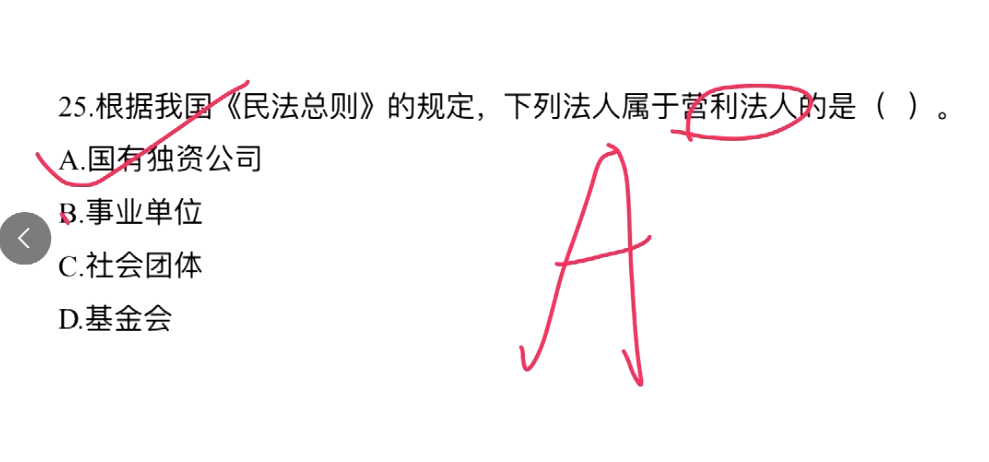 25.根据我国《民法总则》的规定，下列法人属于营利法人的是（ ）。
A.国有独资公司
B.事业单位
C.社会团体
D.基金会
A